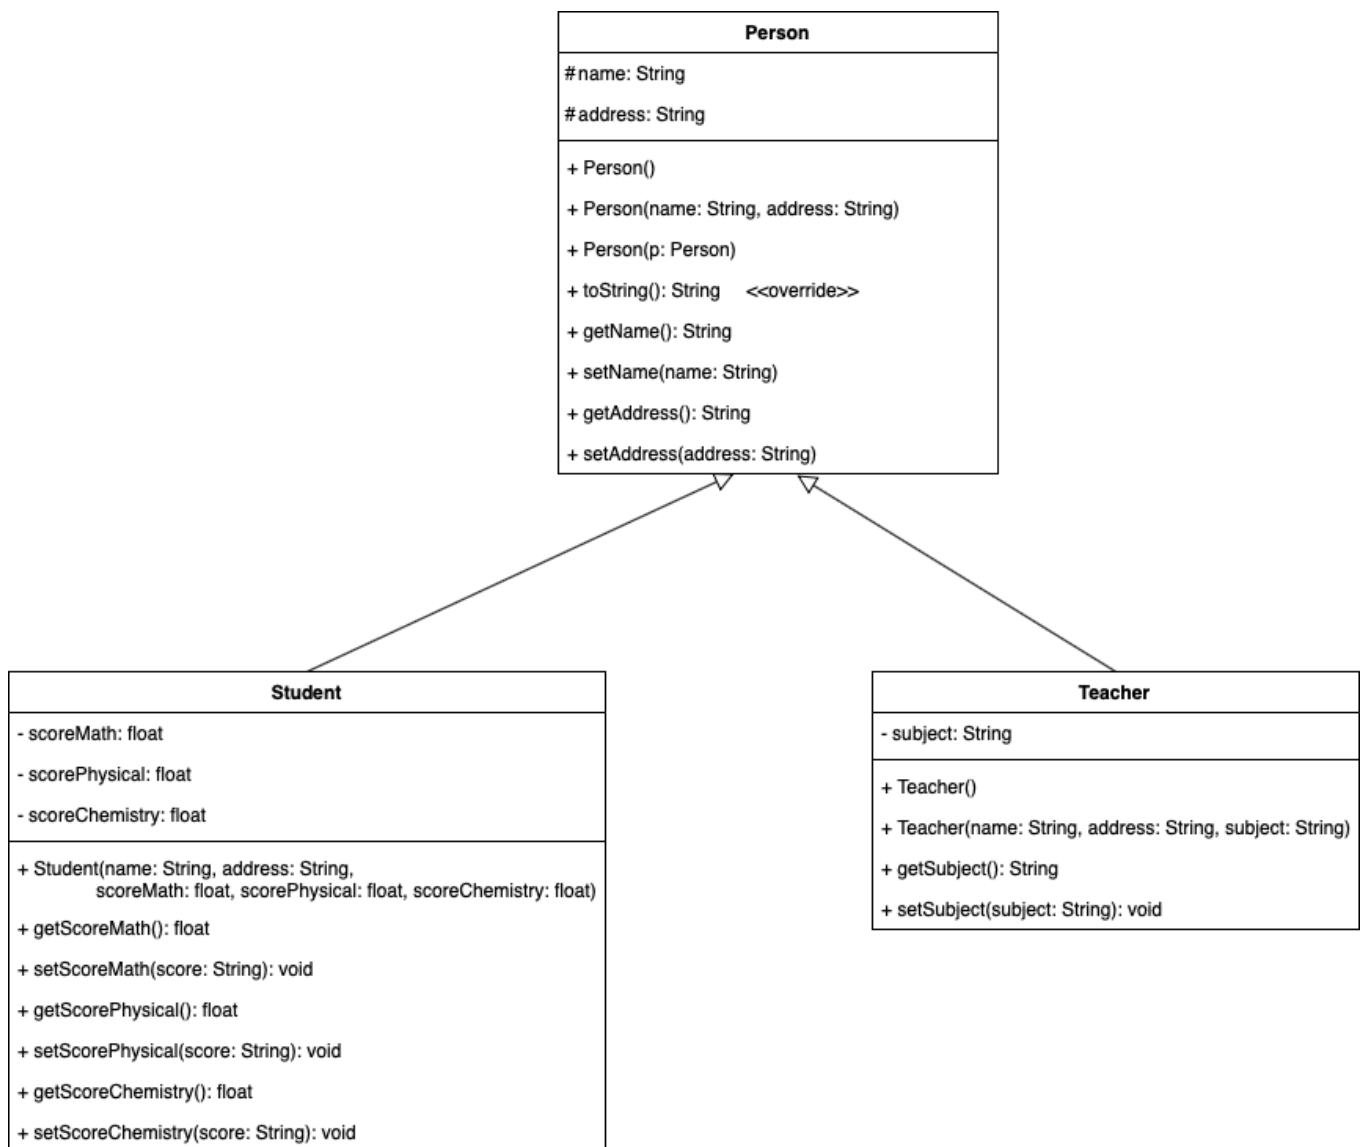 Person
#name: String
#address: String
+ Person()
+ Person(name: String, address: String)
+ Person(p: Person)
+ toString(): String <<override>>
+ getName(): String
+ setName(name: String)
+ getAddress(): String
+ setAddress(address: String)
Student
- scoreMath: float
- scorePhysical: float
- scoreChemistry: float
+ Student(name: String, address: String,
scoreMath: float, scorePhysical: float, scoreChemistry: float)
+ getScoreMath(): float
+ setScoreMath(score: String): void
+ getScorePhysical(): float
+ setScorePhysical(score: String): void
+ getScoreChemistry(): float
+ setScoreChemistry(score: String): void
Teacher
- subject: String
+ Teacher()
+ Teacher(name: String, address: String, subject: String)
+ getSubject(): String
+ setSubject(subject: String): void